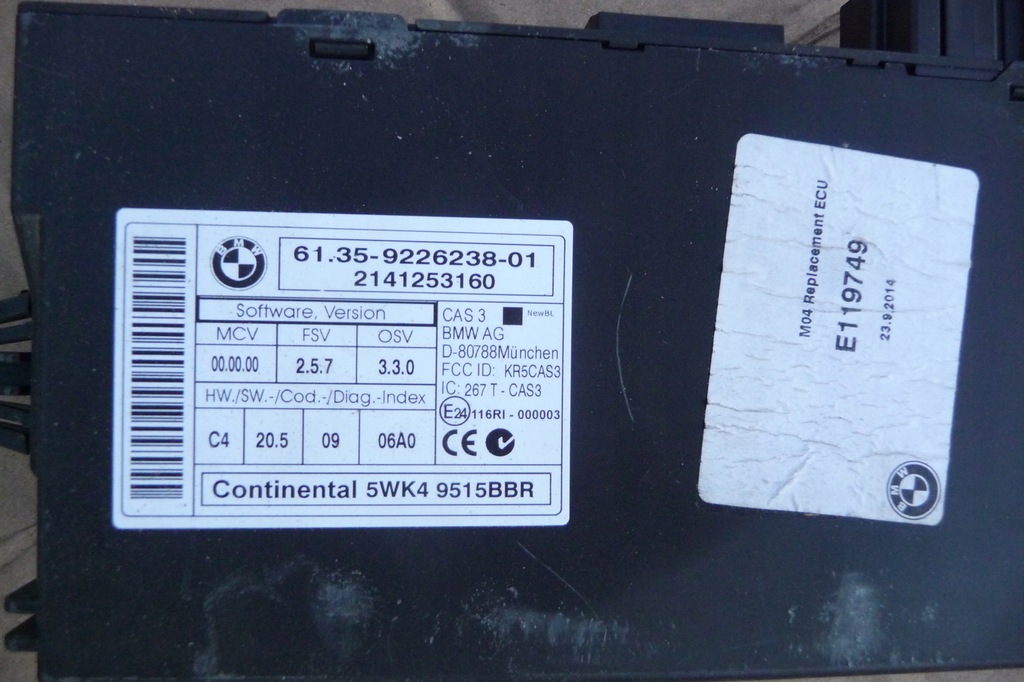 BMW
61.35-9226238-01
2141253160
Software, Version
MCV FSV OSV
00.00.00 2.5.7 3.3.0
HW./SW.-/Cod.-/Diag.-Index
C4 20.5 09 06A0
CAS 3 NewBL
BMW AG
D-80788München
FCC ID: KR5CAS3
IC: 267 T - CAS3
E24 116RI - 000003
CE
Continental 5WK4 9515BBR
M04 Replacement ECU
E119749
23.9.2014
BMW